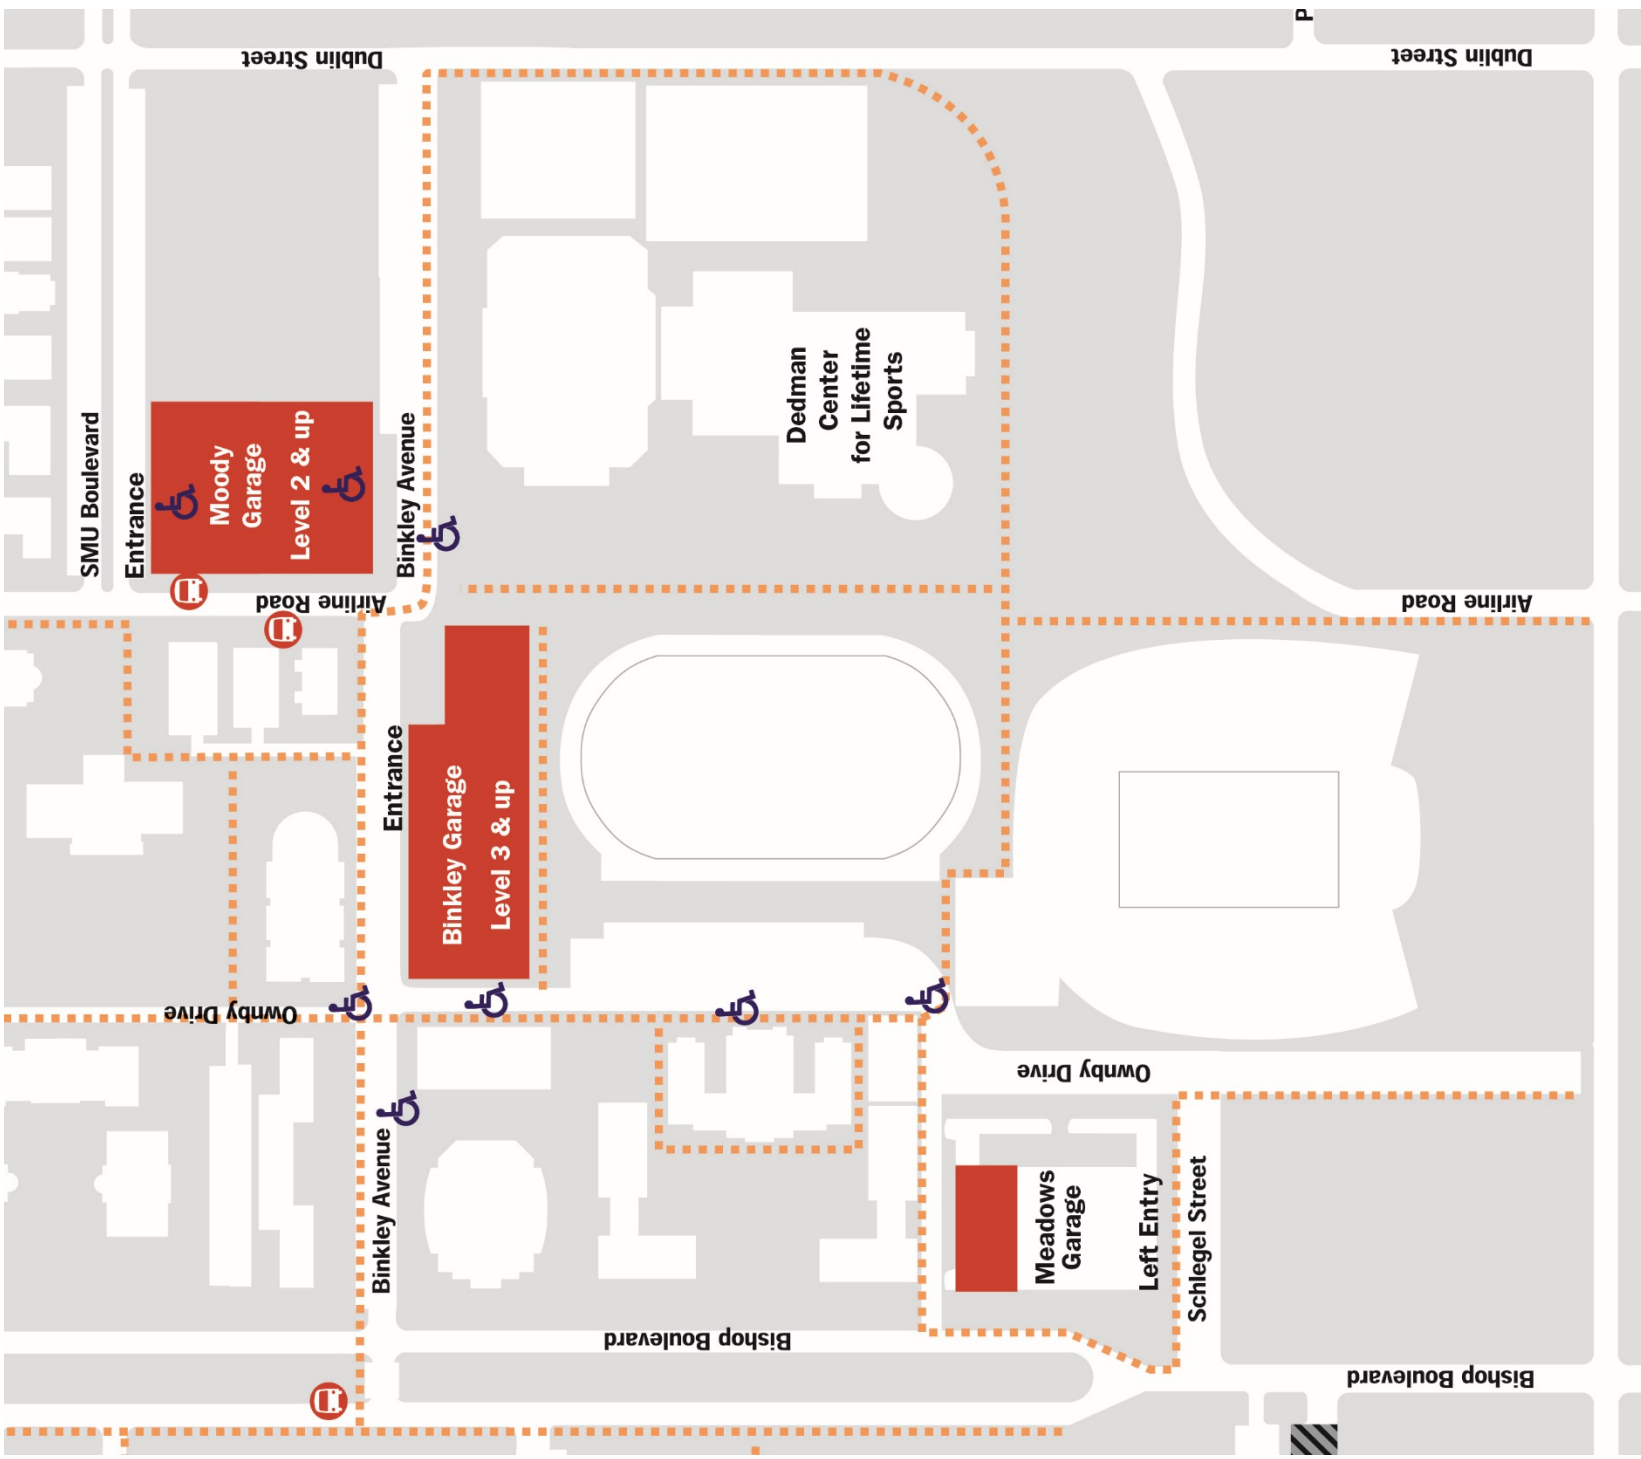 P
Dublin Street
Dublin Street
SMU Boulevard
Entrance
Moody
Garage
Level 2 & up
Binkley Avenue
Dedman
Center
for Lifetime
Sports
Airline Road
Airline Road
Entrance
Binkley Garage
Level 3 & up
Ownby Drive
Ownby Drive
Binkley Avenue
Meadows
Garage
Left Entry
Schlegel Street
Bishop Boulevard
Bishop Boulevard